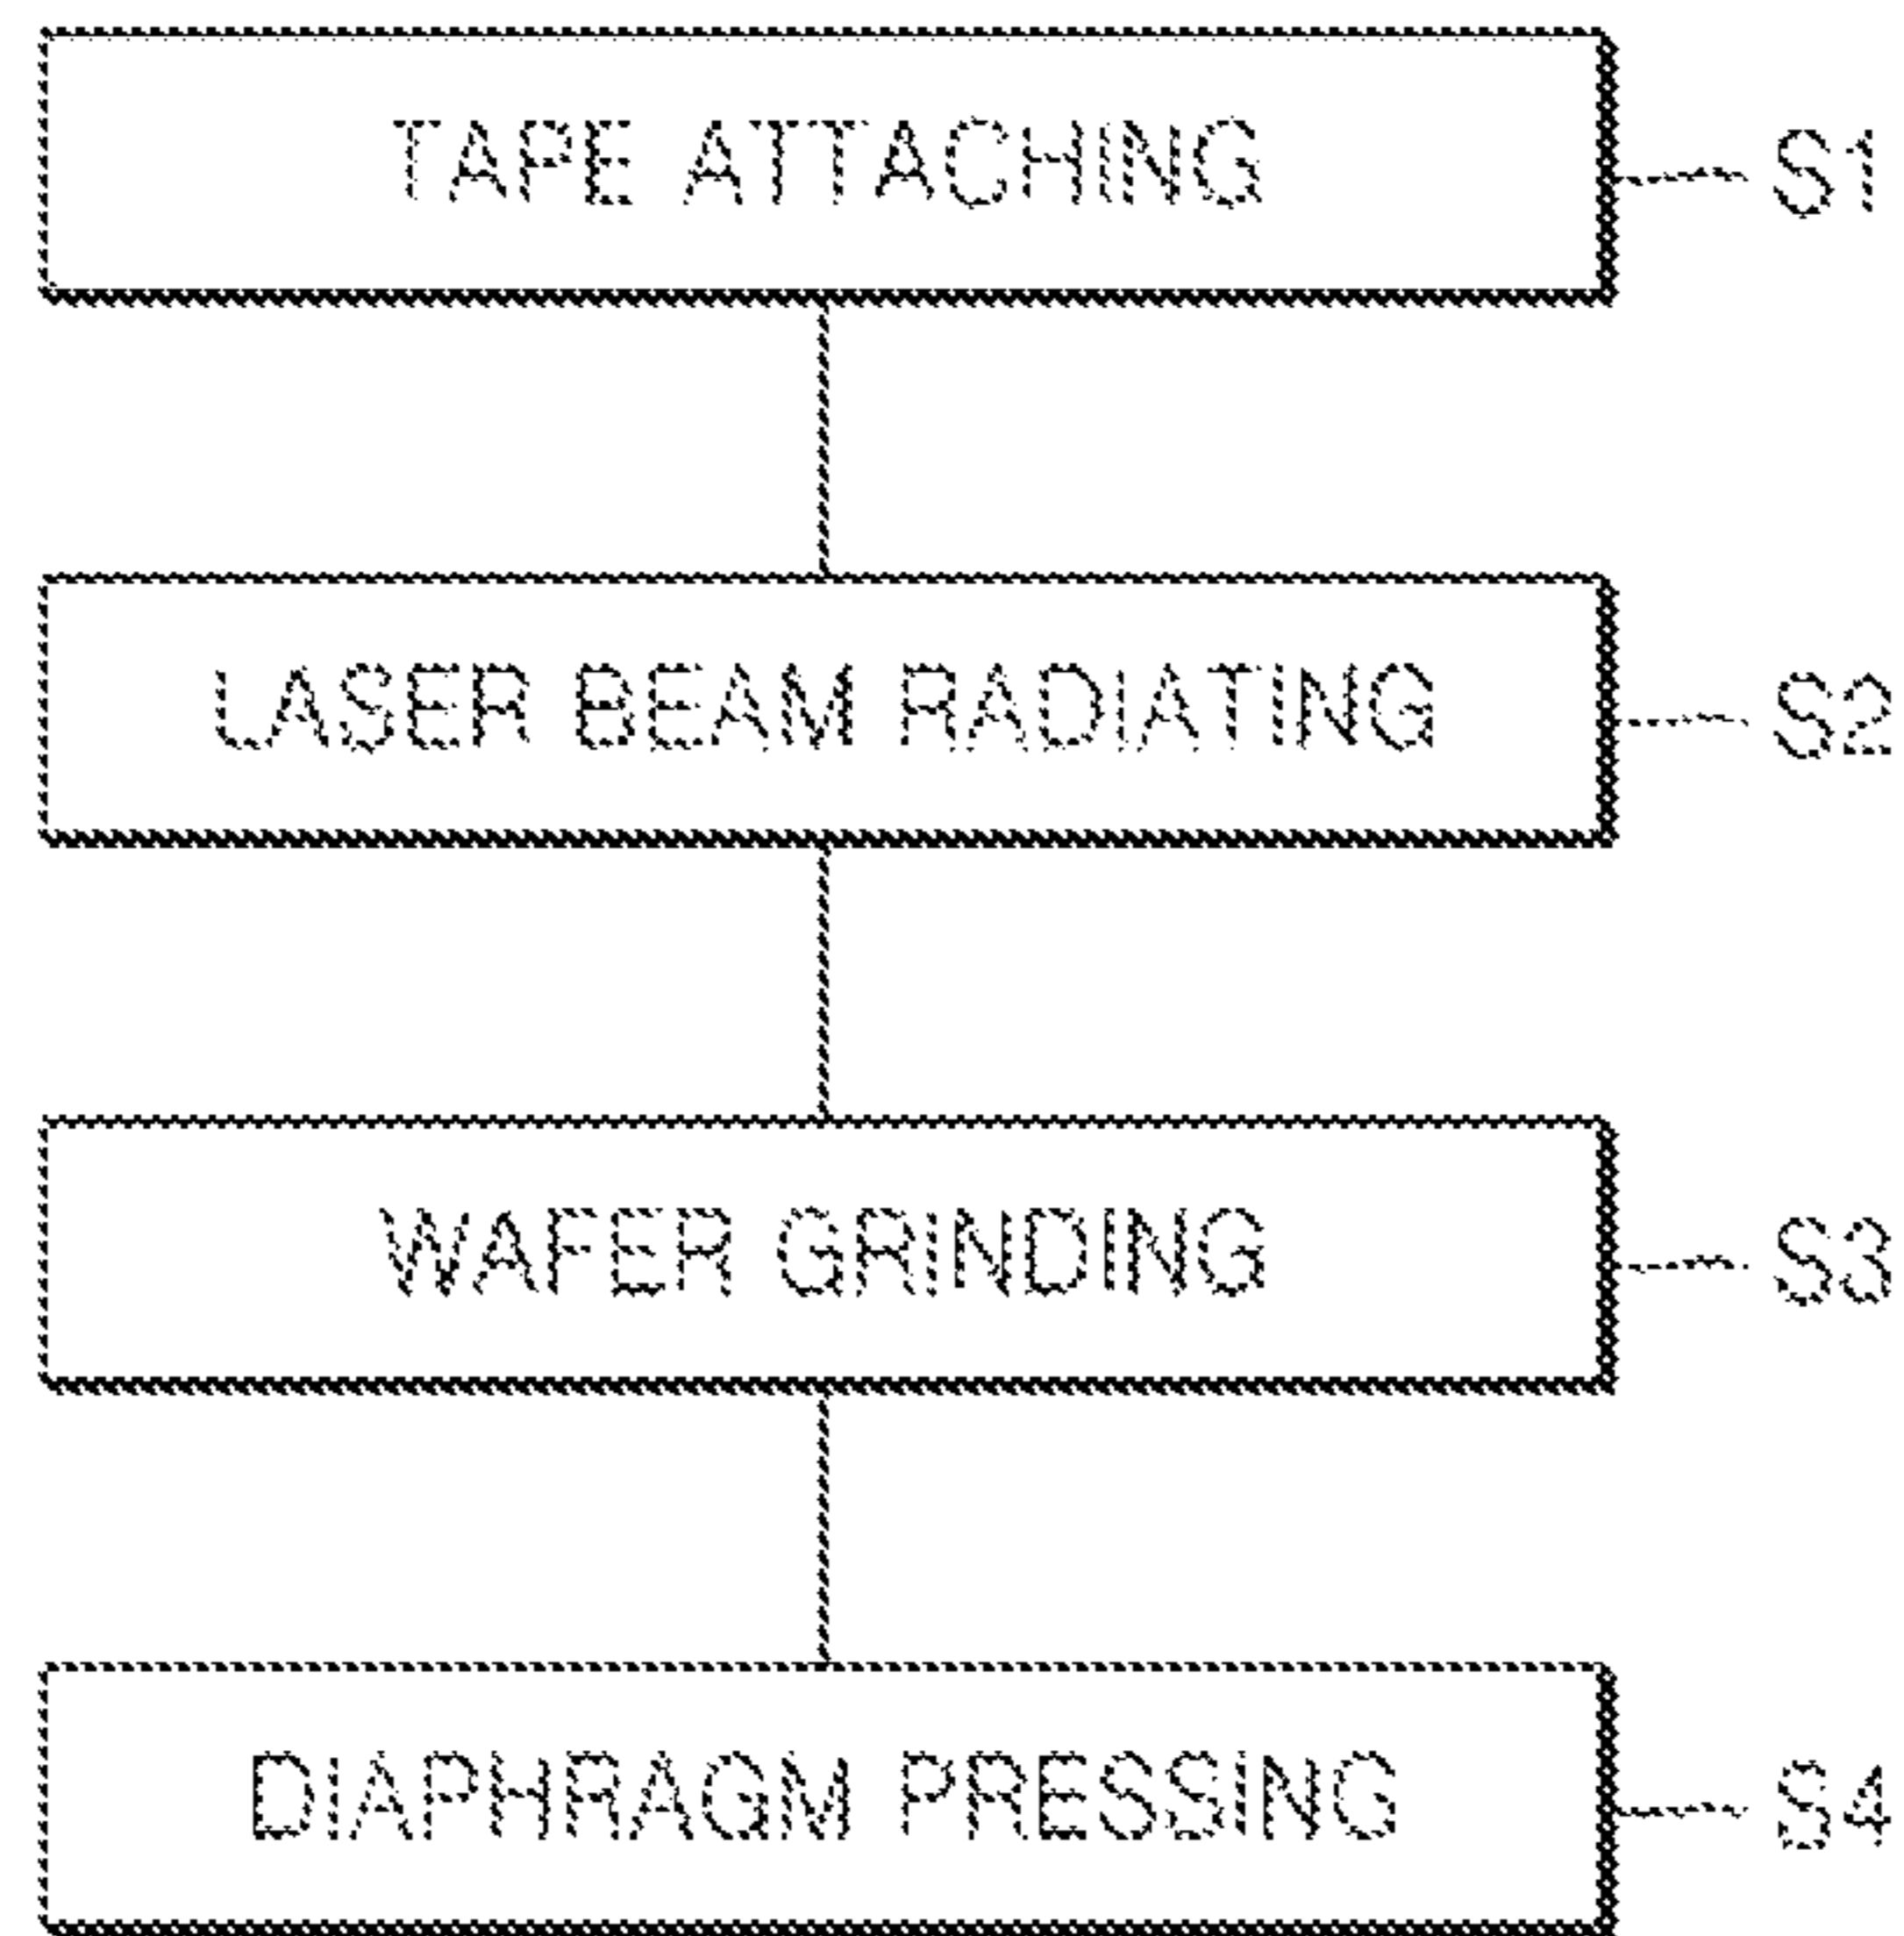 TAPE ATTACHING S1
LASER BEAM RADIATING S2
WAFER GRINDING S3
DIAPHRAGM PRESSING S4